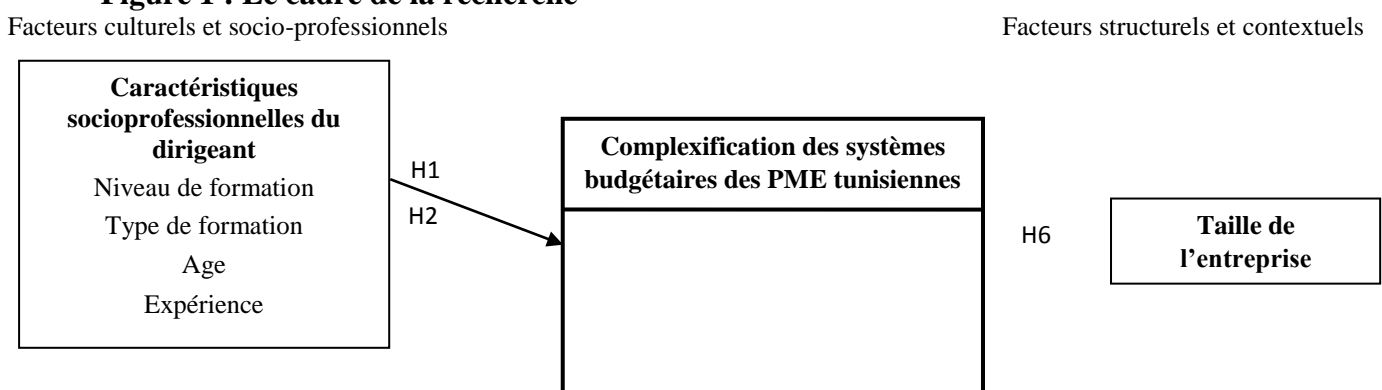 Figure 1 : Le cadre de la recherche
Facteurs culturels et socio-professionnels
Facteurs structurels et contextuels
Caractéristiques
socioprofessionnelles du
dirigeant
Niveau de formation
Type de formation
Age
Expérience
H1
H2
Complexification des systèmes
budgétaires des PME tunisiennes
H6
Taille de
l’entreprise